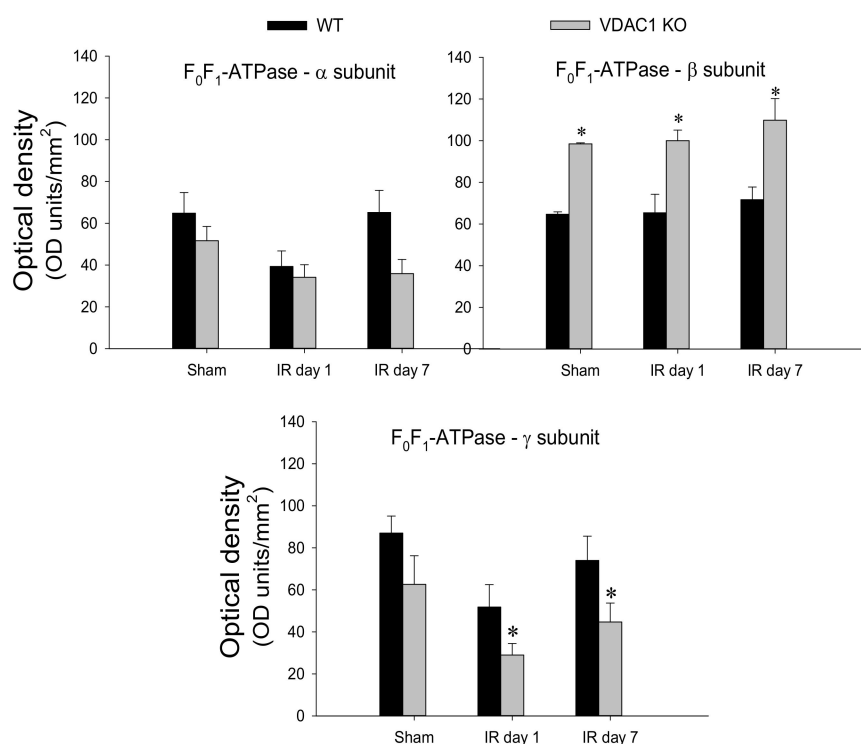 WT
VDAC1 KO
F₀F₁-ATPase - α subunit
Optical density
(OD units/mm²)
140
120
100
80
60
40
20
0
Sham
IR day 1
IR day 7
F₀F₁-ATPase - β subunit
140
120
100
80
60
40
20
0
*
*
*
Sham
IR day 1
IR day 7
F₀F₁-ATPase - γ subunit
Optical density
(OD units/mm²)
140
120
100
80
60
40
20
0
*
*
Sham
IR day 1
IR day 7